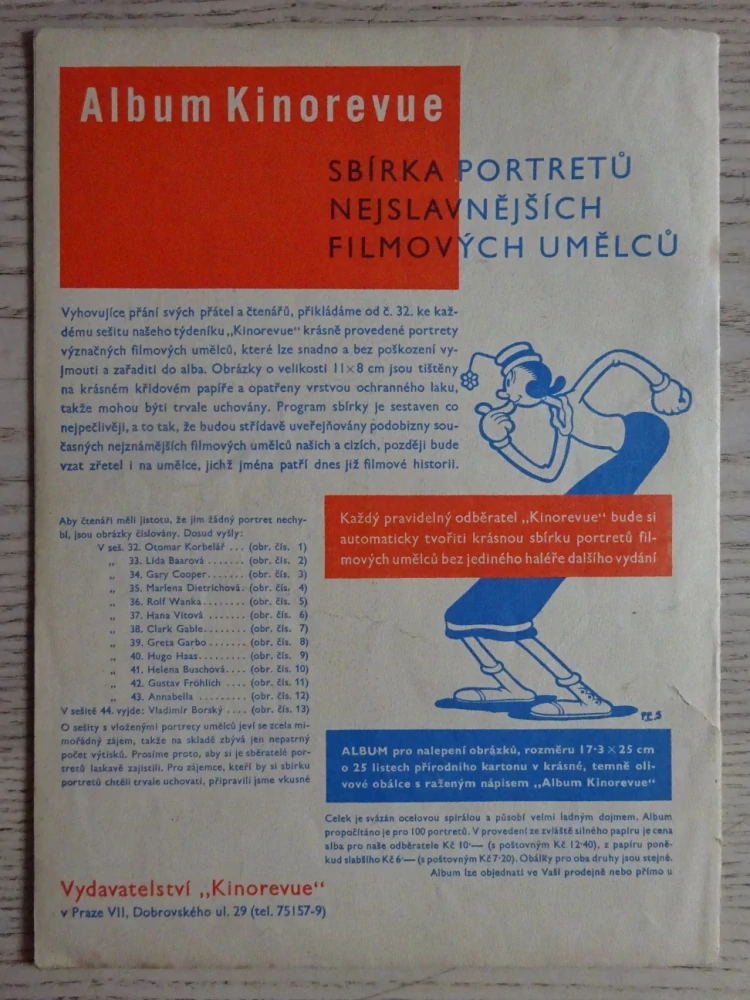 Album Kinorevue
SBÍRKA PORTRETŮ
NEJSLAVNĚJŠÍCH
FILMOVÝCH UMĚLCŮ
Vyhovujíce přání svých přátel a čtenářů, přikládáme od č. 32. ke kaž-
dému sešitu našeho týdeníku „Kinorevue“ krásně provedené portrety
význačných filmových umělců, které lze snadno a bez poškození vy-
jmouti a zařaditi do alba. Obrázky o velikosti 11×8 cm jsou tištěny
na krásném křídovém papíře a opatřeny vrstvou ochranného laku,
takže mohou býti trvale uchovány. Program sbírky je sestaven co
nejpečlivěji, a to tak, že budou střídavě uveřejňovány podobizny sou-
časných nejznámějších filmových umělců našich a cizích, později bude
vzat zřetel i na umělce, jichž jména patří dnes již filmové historii.
Každý pravidelný odběratel „Kinorevue“ bude si
automaticky tvořiti krásnou sbírku portretů fil-
mových umělců bez jediného haléře dalšího vydání
Aby čtenáři měli jistotu, že jim žádný portret nechy-
bí, jsou obrázky číslovány. Dosud vyšly:
V seš. 32. Otomar Korbelář ... (obr. čís. 1)
„ 33. Lída Baarová ....... (obr. čís. 2)
„ 34. Gary Cooper....... (obr. čís. 3)
„ 35. Marlena Dietrichová. (obr. čís. 4)
„ 36. Rolf Wanka........ (obr. čís. 5)
„ 37. Hana Vítová ....... (obr. čís. 6)
„ 38. Clark Gable........ (obr. čís. 7)
„ 39. Greta Garbo ....... (obr. čís. 8)
„ 40. Hugo Haas......... (obr. čís. 9)
„ 41. Helena Buschová.... (obr. čís. 10)
„ 42. Gustav Fröhlich .... (obr. čís. 11)
„ 43. Annabella ......... (obr. čís. 12)
V sešitě 44. vyjde: Vladimír Borský .... (obr. čís. 13)
O sešity s vloženými portrety umělců jeví se zcela mi-
mořádný zájem, takže na skladě zbývá jen nepatrný
počet výtisků. Prosíme proto, aby si je sběratelé por-
tretů laskavě zajistili. Pro zájemce, kteří by si sbírku
portretů chtěli trvale uchovati, připravili jsme vkusné
P.E.S
ALBUM pro nalepení obrázků, rozměru 17·3 × 25 cm
o 25 listech přírodního kartonu v krásné, temně oli-
vové obálce s raženým nápisem „Album Kinorevue“
Celek je svázán ocelovou spirálou a působí velmi ladným dojmem. Album
propočítáno je pro 100 portretů. V provedení ze zvláště silného papíru je cena
alba pro naše odběratele Kč 10·— (s poštovným Kč 12·40), z papíru poně-
kud slabšího Kč 6·— (s poštovným Kč 7·20). Obálky pro oba druhy jsou stejné.
Album lze objednati ve Vaší prodejně nebo přímo u
Vydavatelství „Kinorevue“
v Praze VII, Dobrovského ul. 29 (tel. 75157-9)